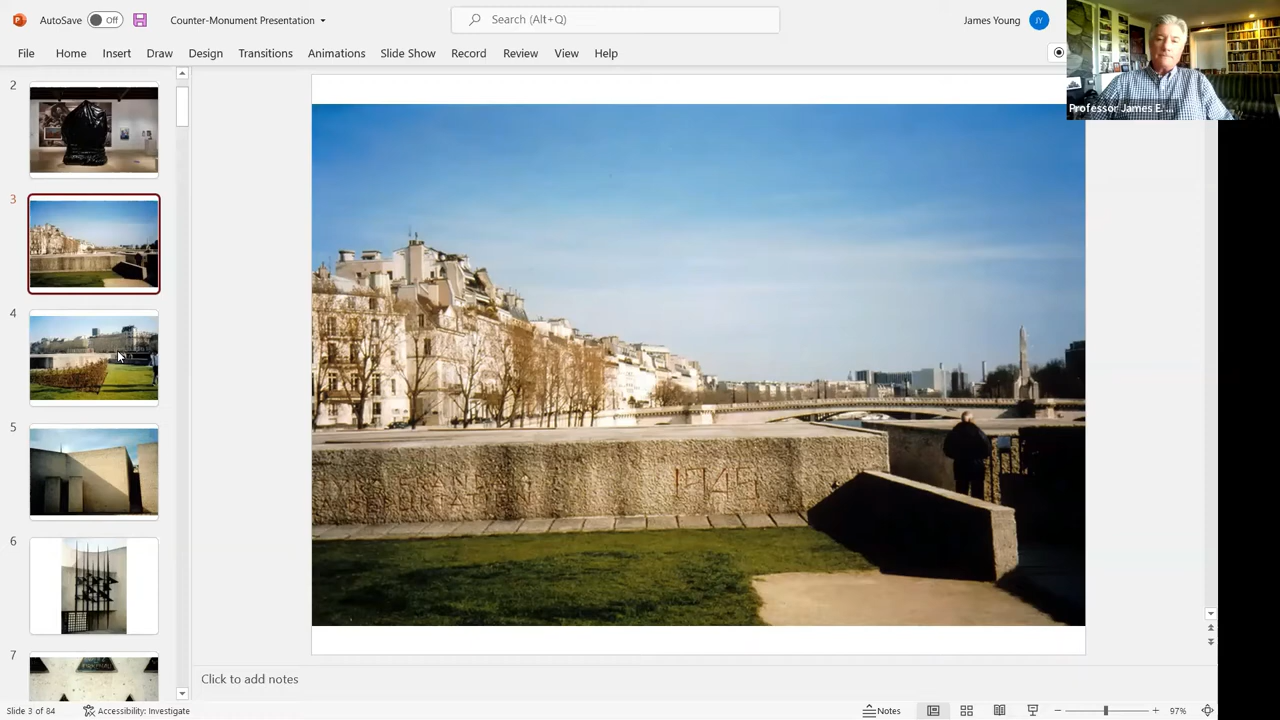 AutoSave
Off
Counter-Monument Presentation
Search (Alt+Q)
James Young
JY
File
Home
Insert
Draw
Design
Transitions
Animations
Slide Show
Record
Review
View
Help
Professor James E. ...
2
3
4
5
6
7
1945
Click to add notes
Slide 3 of 84
Accessibility: Investigate
Notes
97%